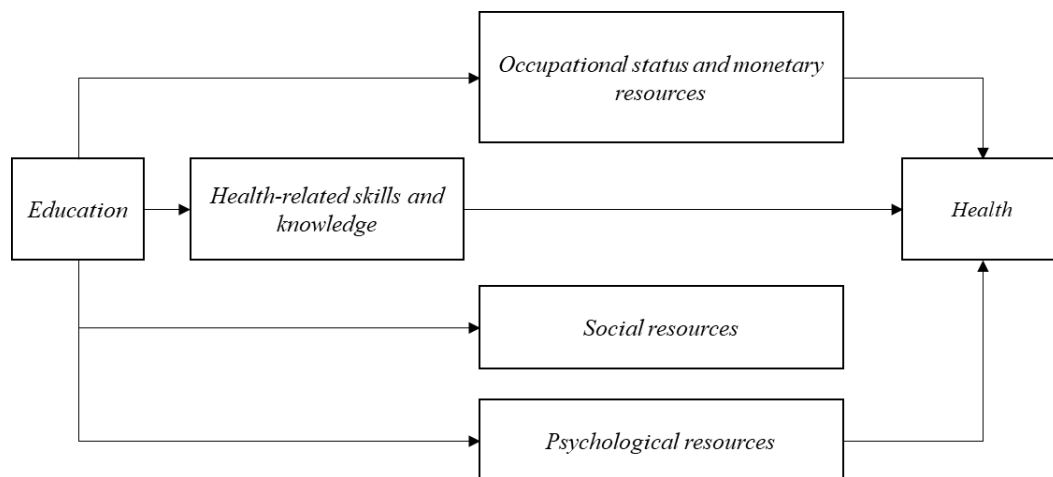 Occupational status and monetary
resources
Education
Health-related skills and
knowledge
Health
Social resources
Psychological resources